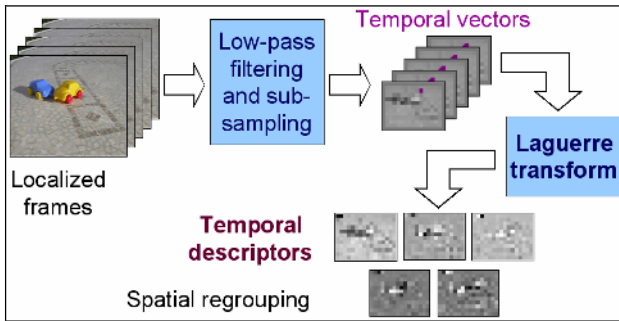 Temporal vectors
Low-pass
filtering
and sub-
sampling
Laguerre
transform
Localized
frames
Temporal
descriptors
Spatial regrouping